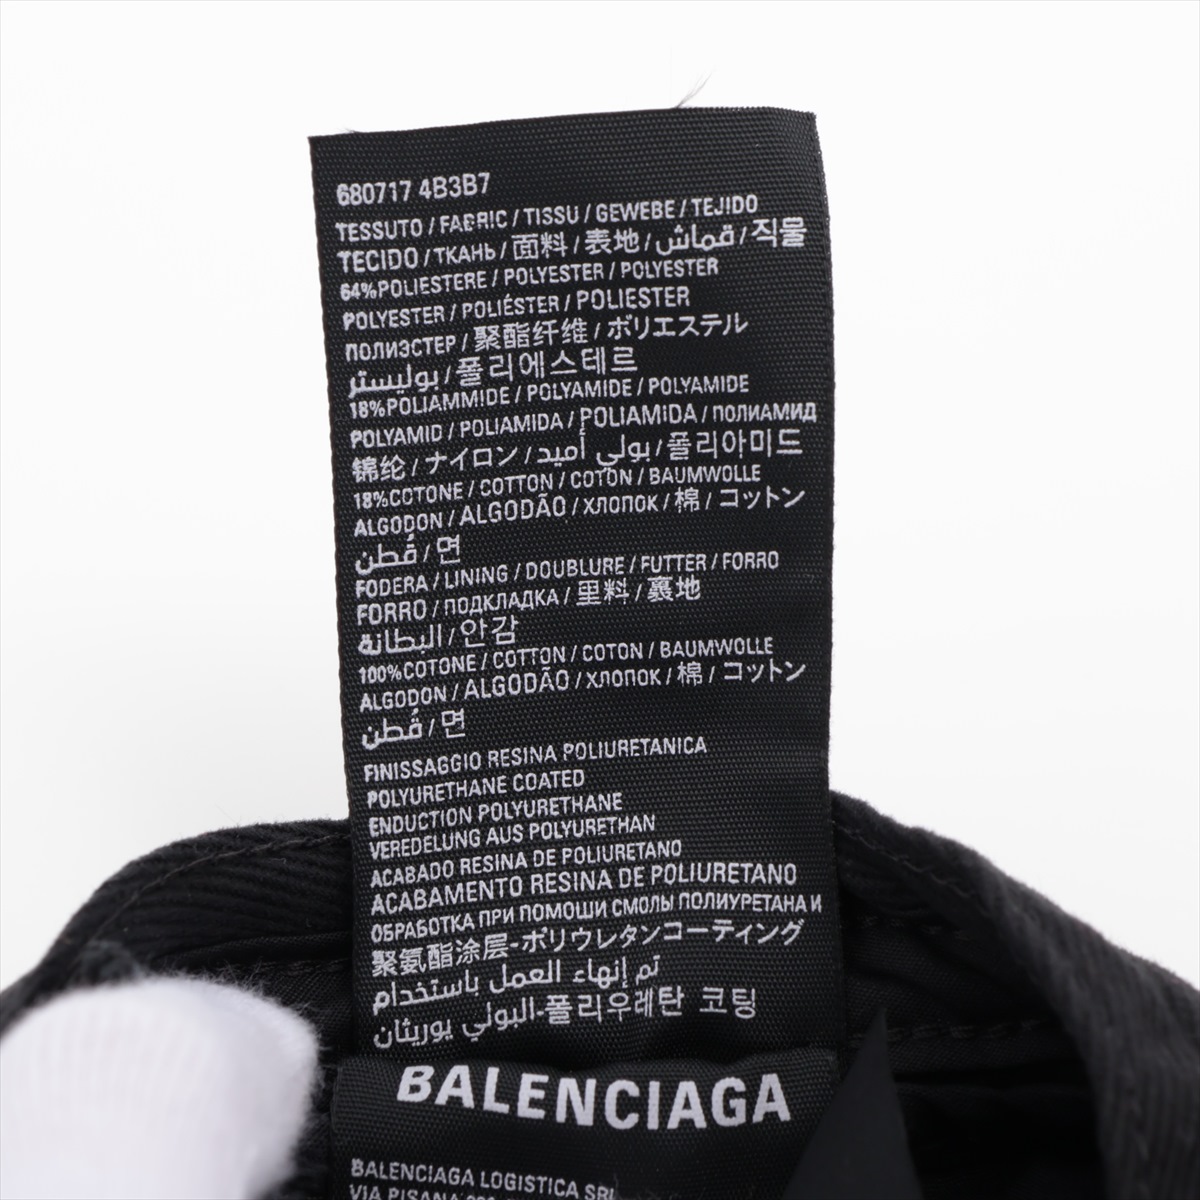 680717 4B3B7
TESSUTO / FABRIC / TISSU / GEWEBE / TEJIDO
TECIDO / ТКАНЬ / 面料 / 表地 / قماش / 직물
64%POLIESTERE / POLYESTER / POLYESTER
POLYESTER / POLIÉSTER / POLIESTER
ПОЛИЭСТЕР / 聚酯纤维 / ポリエステル
بوليستر / 폴리에스테르
18%POLIAMMIDE / POLYAMIDE / POLYAMIDE
POLYAMID / POLIAMIDA / POLIAMIDA / ПОЛИАМИД
锦纶 / ナイロン / بولي أميد / 폴리아미드
18%COTONE / COTTON / COTON / BAUMWOLLE
ALGODON / ALGODÃO / ХЛОПОК / 棉 / コットン
قُطن / 면
FODERA / LINING / DOUBLURE / FUTTER / FORRO
FORRO / ПОДКЛАДКА / 里料 / 裏地
البطانة / 안감
100%COTONE / COTTON / COTON / BAUMWOLLE
ALGODON / ALGODÃO / ХЛОПОК / 棉 / コットン
قُطن / 면
FINISSAGGIO RESINA POLIURETANICA
POLYURETHANE COATED
ENDUCTION POLYURETHANE
VEREDELUNG AUS POLYURETHAN
ACABADO RESINA DE POLIURETANO
ACABAMENTO RESINA DE POLIURETANO
ОБРАБОТКА ПРИ ПОМОШИ СМОЛЫ ПОЛИУРЕТАНА И
聚氨酯涂层-ポリウレタンコーティング
تم إنهاء العمل باستخدام
البولي يوريثان-폴리우레탄 코팅
BALENCIAGA
BALENCIAGA LOGISTICA SRL
VIA PISANA